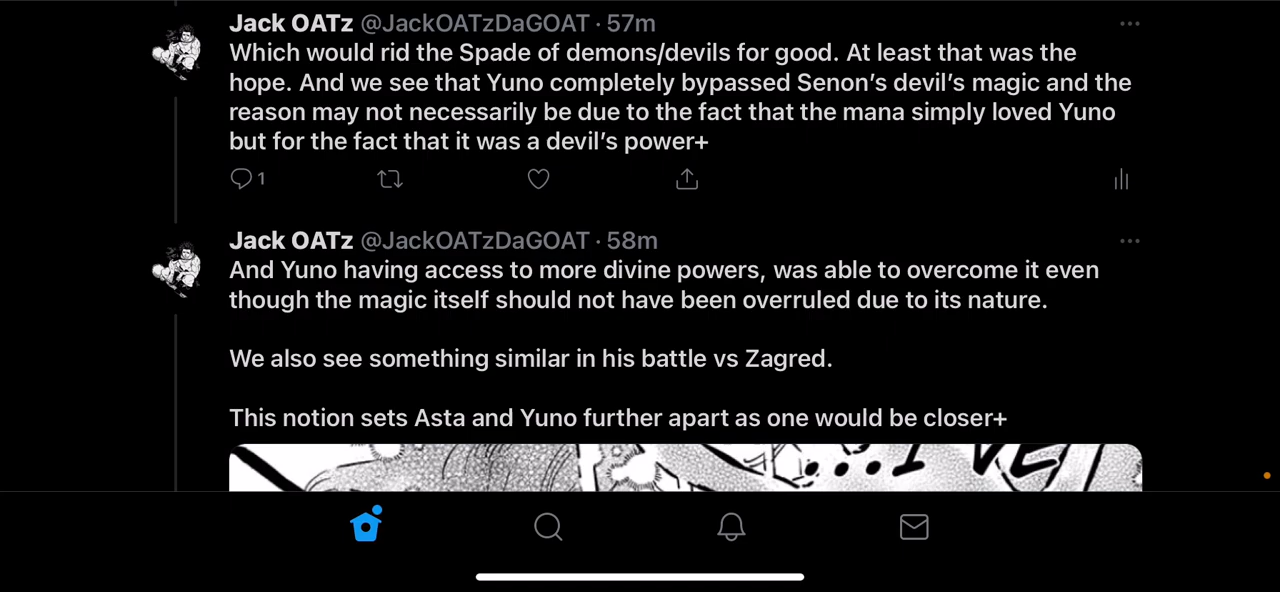 Jack OATz @JackOATzDaGOAT · 57m
Which would rid the Spade of demons/devils for good. At least that was the
hope. And we see that Yuno completely bypassed Senon’s devil’s magic and the
reason may not necessarily be due to the fact that the mana simply loved Yuno
but for the fact that it was a devil’s power+
1
Jack OATz @JackOATzDaGOAT · 58m
And Yuno having access to more divine powers, was able to overcome it even
though the magic itself should not have been overruled due to its nature.
We also see something similar in his battle vs Zagred.
This notion sets Asta and Yuno further apart as one would be closer+
...I'VE